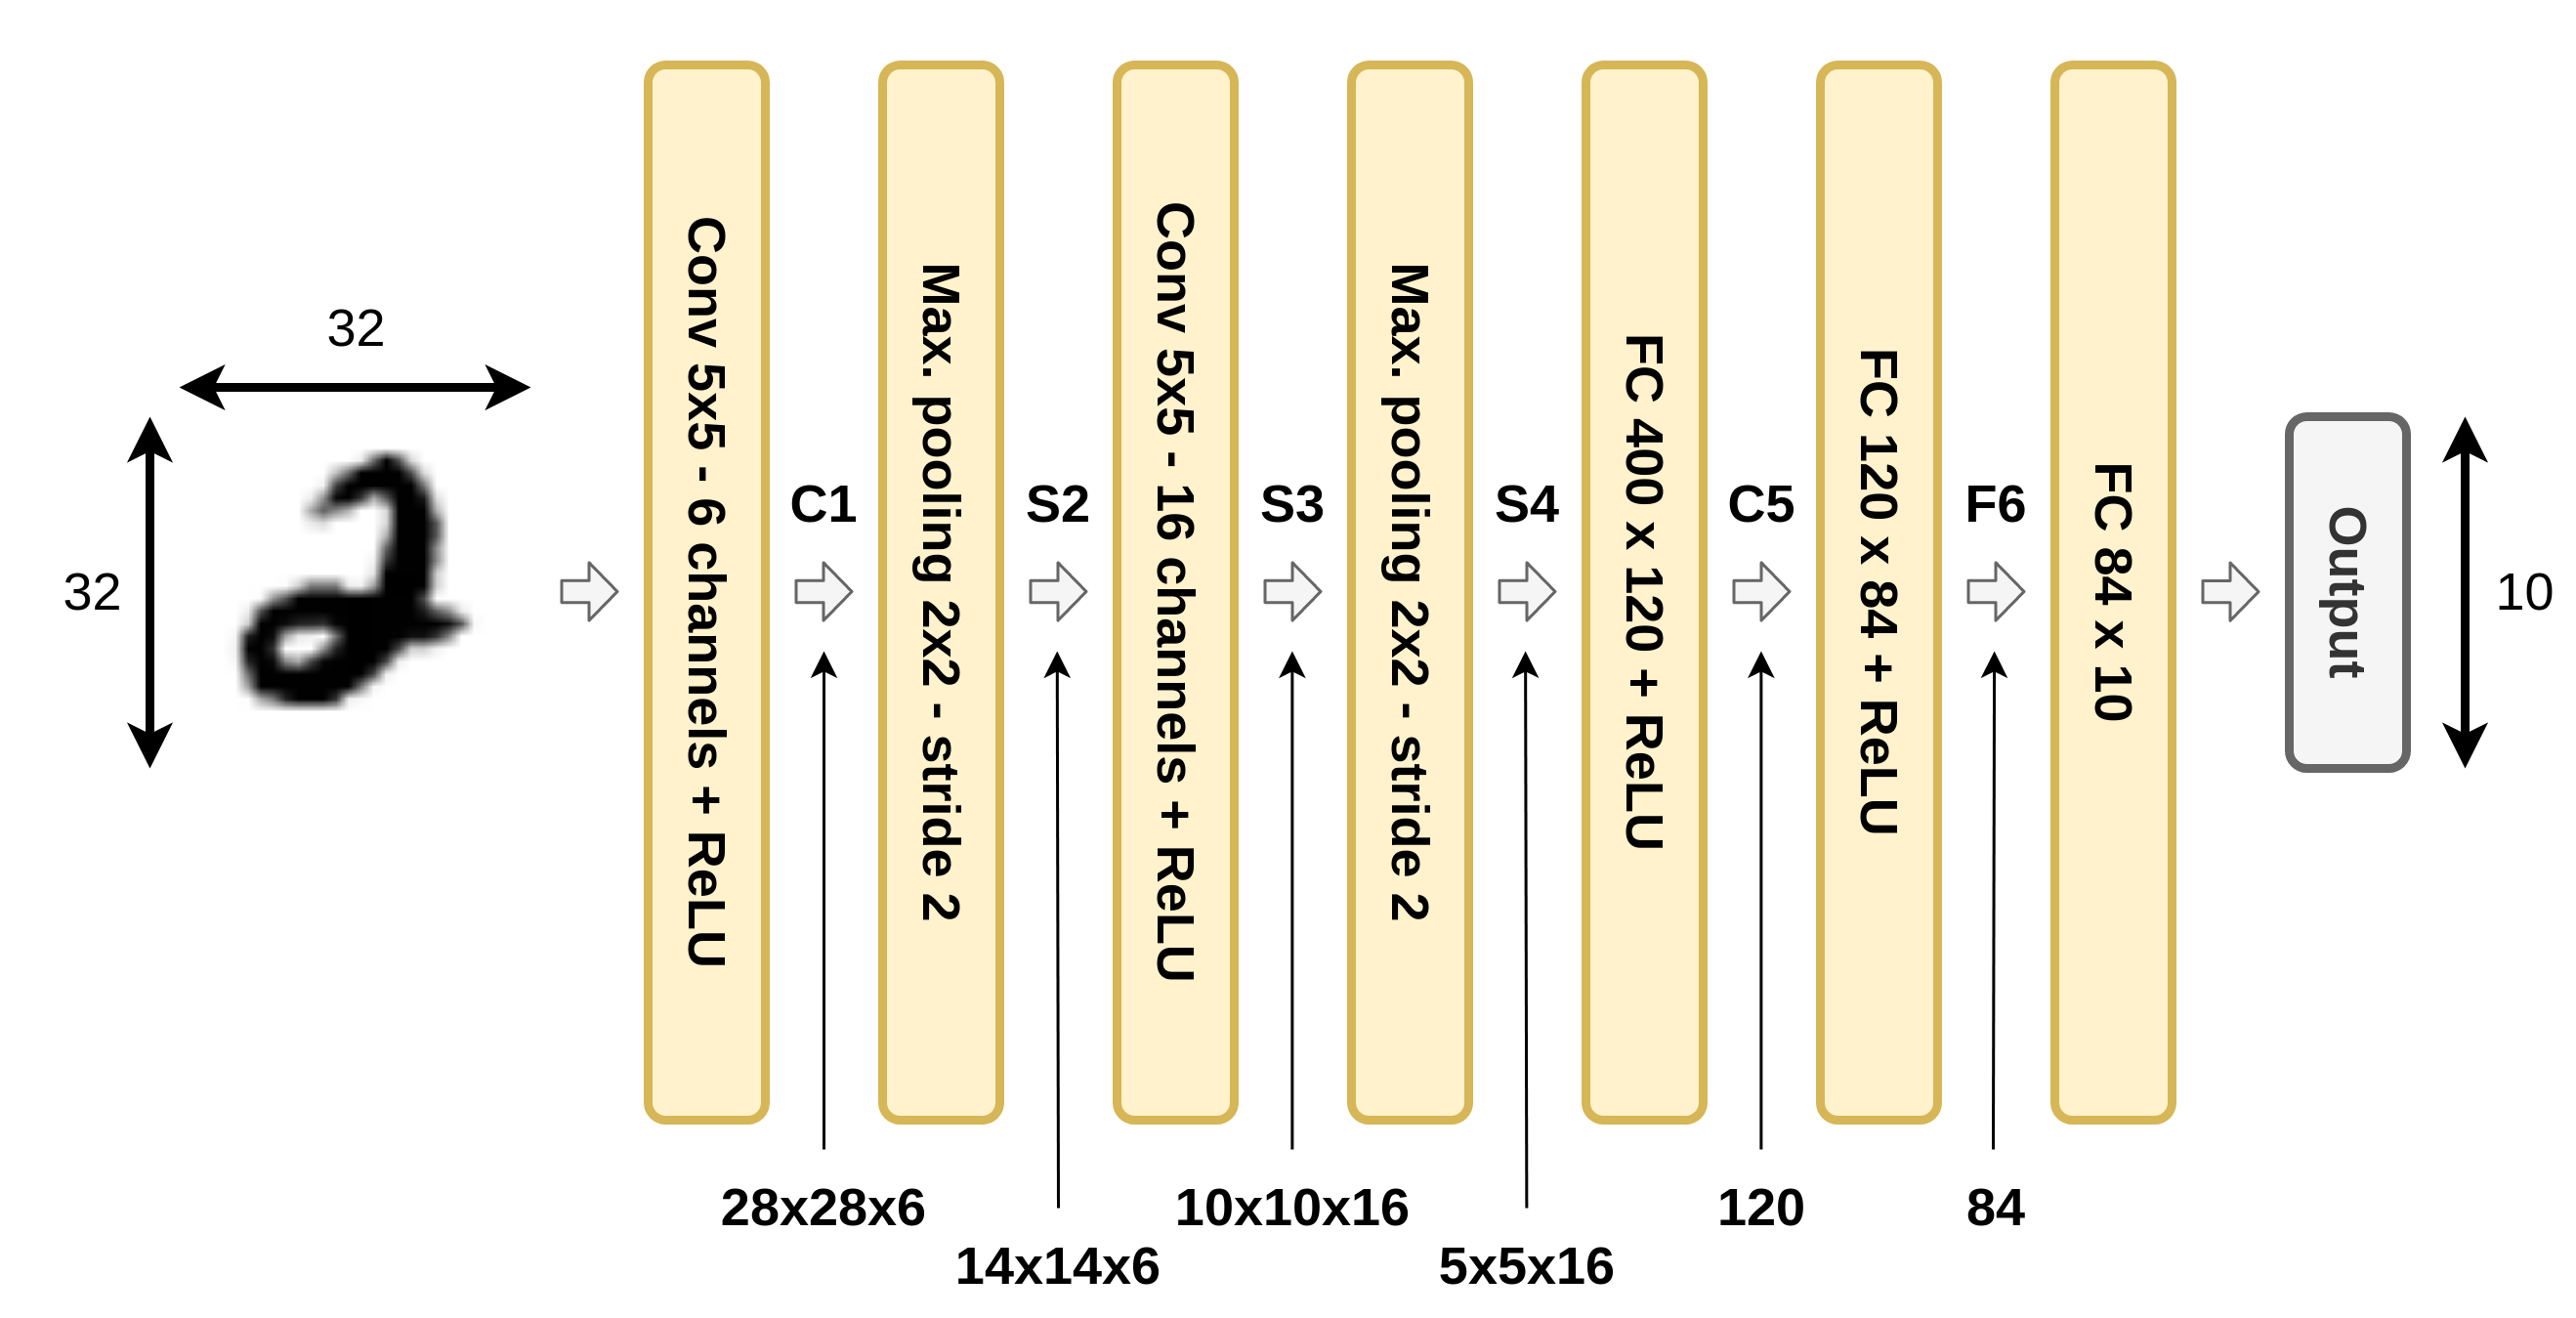 32
32
Conv 5x5 - 6 channels + ReLU
C1
28x28x6
Max. pooling 2x2 - stride 2
S2
14x14x6
Conv 5x5 - 16 channels + ReLU
S3
10x10x16
Max. pooling 2x2 - stride 2
S4
5x5x16
FC 400 x 120 + ReLU
C5
120
FC 120 x 84 + ReLU
F6
84
FC 84 x 10
Output
10